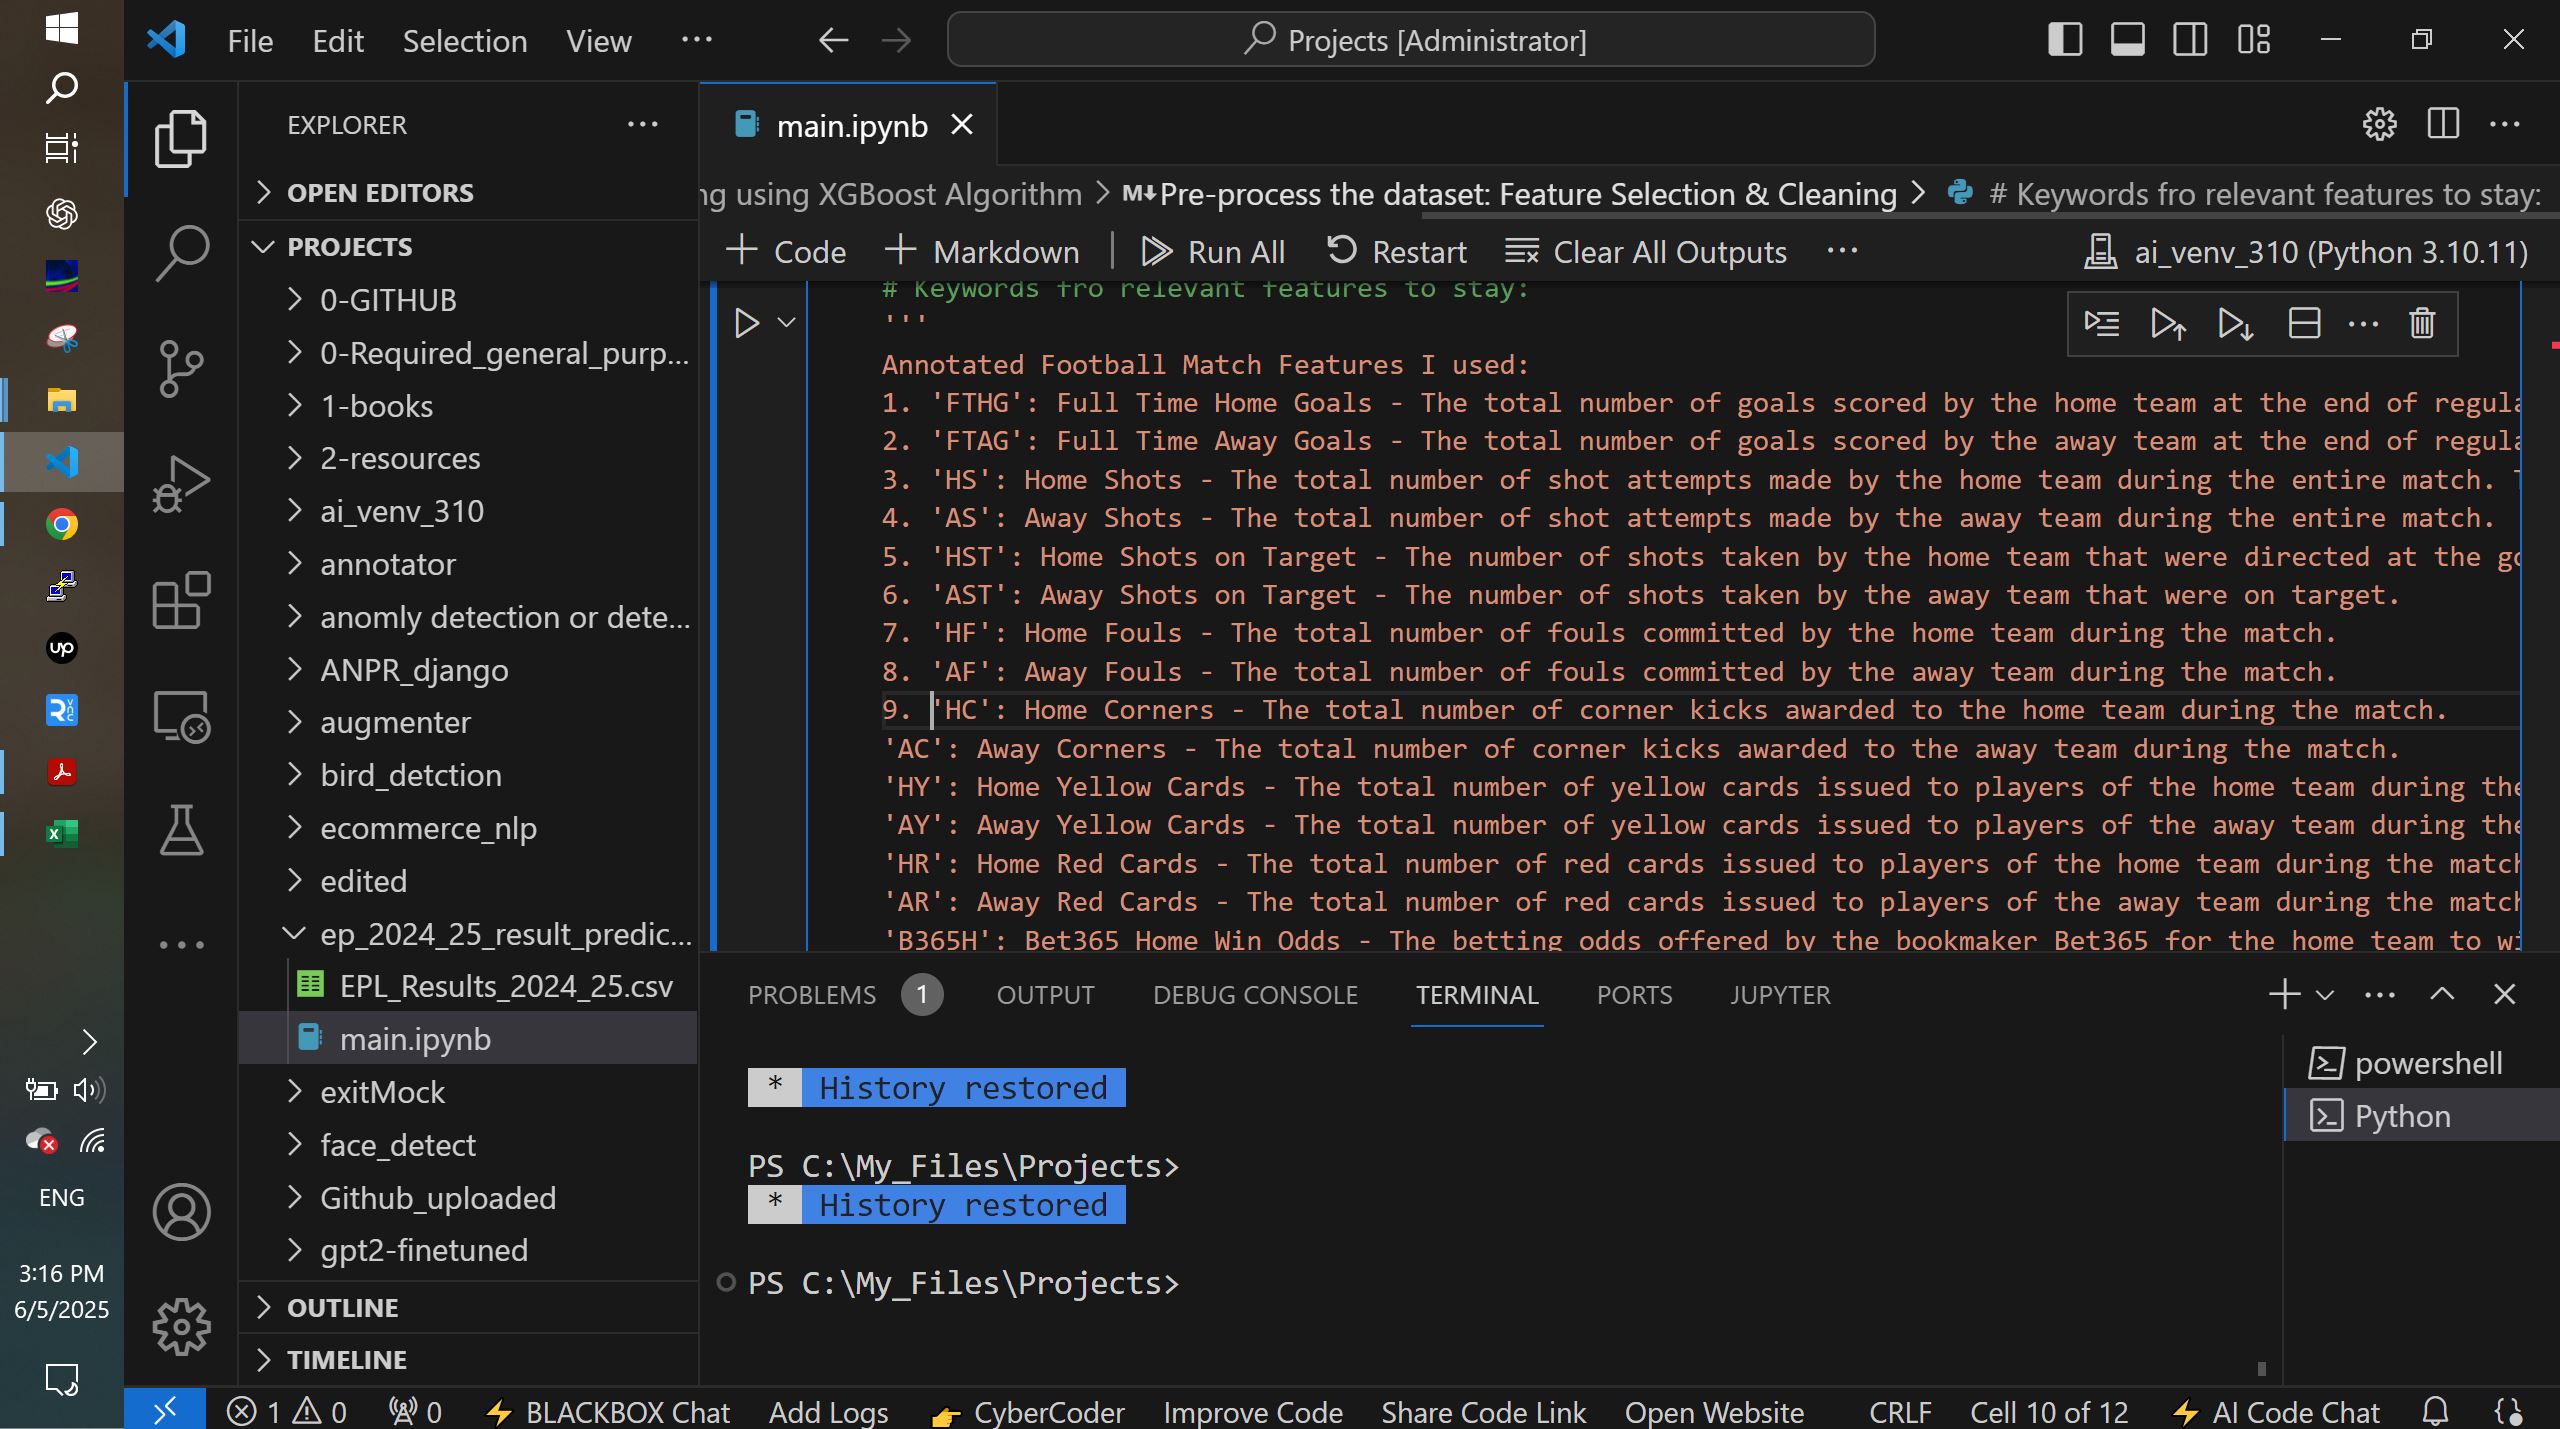 File Edit Selection View ··· Projects [Administrator]
EXPLORER ···
OPEN EDITORS
PROJECTS
0-GITHUB
0-Required_general_purp...
1-books
2-resources
ai_venv_310
annotator
anomly detection or dete...
ANPR_django
augmenter
bird_detction
ecommerce_nlp
edited
ep_2024_25_result_predic...
EPL_Results_2024_25.csv
main.ipynb
exitMock
face_detect
Github_uploaded
gpt2-finetuned
OUTLINE
TIMELINE
main.ipynb
ng using XGBoost Algorithm > M↓Pre-process the dataset: Feature Selection & Cleaning > # Keywords fro relevant features to stay:
+ Code + Markdown Run All Restart Clear All Outputs ··· ai_venv_310 (Python 3.10.11)
# Keywords fro relevant features to stay:
'''
Annotated Football Match Features I used:
1. 'FTHG': Full Time Home Goals - The total number of goals scored by the home team at the end of regula
2. 'FTAG': Full Time Away Goals - The total number of goals scored by the away team at the end of regula
3. 'HS': Home Shots - The total number of shot attempts made by the home team during the entire match. T
4. 'AS': Away Shots - The total number of shot attempts made by the away team during the entire match.
5. 'HST': Home Shots on Target - The number of shots taken by the home team that were directed at the go
6. 'AST': Away Shots on Target - The number of shots taken by the away team that were on target.
7. 'HF': Home Fouls - The total number of fouls committed by the home team during the match.
8. 'AF': Away Fouls - The total number of fouls committed by the away team during the match.
9. 'HC': Home Corners - The total number of corner kicks awarded to the home team during the match.
'AC': Away Corners - The total number of corner kicks awarded to the away team during the match.
'HY': Home Yellow Cards - The total number of yellow cards issued to players of the home team during the
'AY': Away Yellow Cards - The total number of yellow cards issued to players of the away team during the
'HR': Home Red Cards - The total number of red cards issued to players of the home team during the match
'AR': Away Red Cards - The total number of red cards issued to players of the away team during the match
'B365H': Bet365 Home Win Odds - The betting odds offered by the bookmaker Bet365 for the home team to wi
PROBLEMS 1 OUTPUT DEBUG CONSOLE TERMINAL PORTS JUPYTER
* History restored
PS C:\My_Files\Projects>
* History restored
PS C:\My_Files\Projects>
powershell
Python
up
ENG
3:16 PM
6/5/2025
1 0 0 BLACKBOX Chat Add Logs CyberCoder Improve Code Share Code Link Open Website CRLF Cell 10 of 12 AI Code Chat